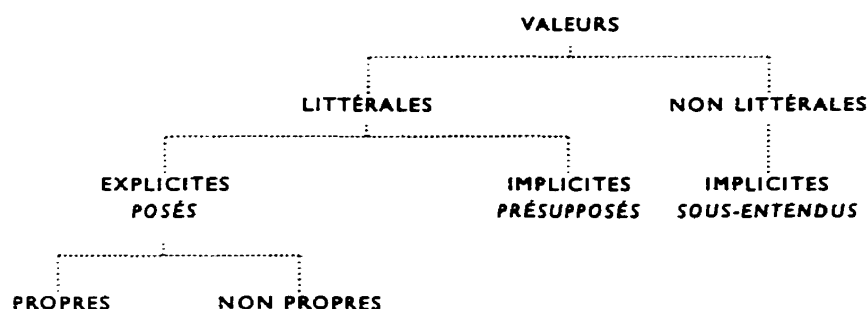 VALEURS
LITTÉRALES NON LITTÉRALES
EXPLICITES IMPLICITES IMPLICITES
POSÉS PRÉSUPPOSÉS SOUS-ENTENDUS
PROPRES NON PROPRES